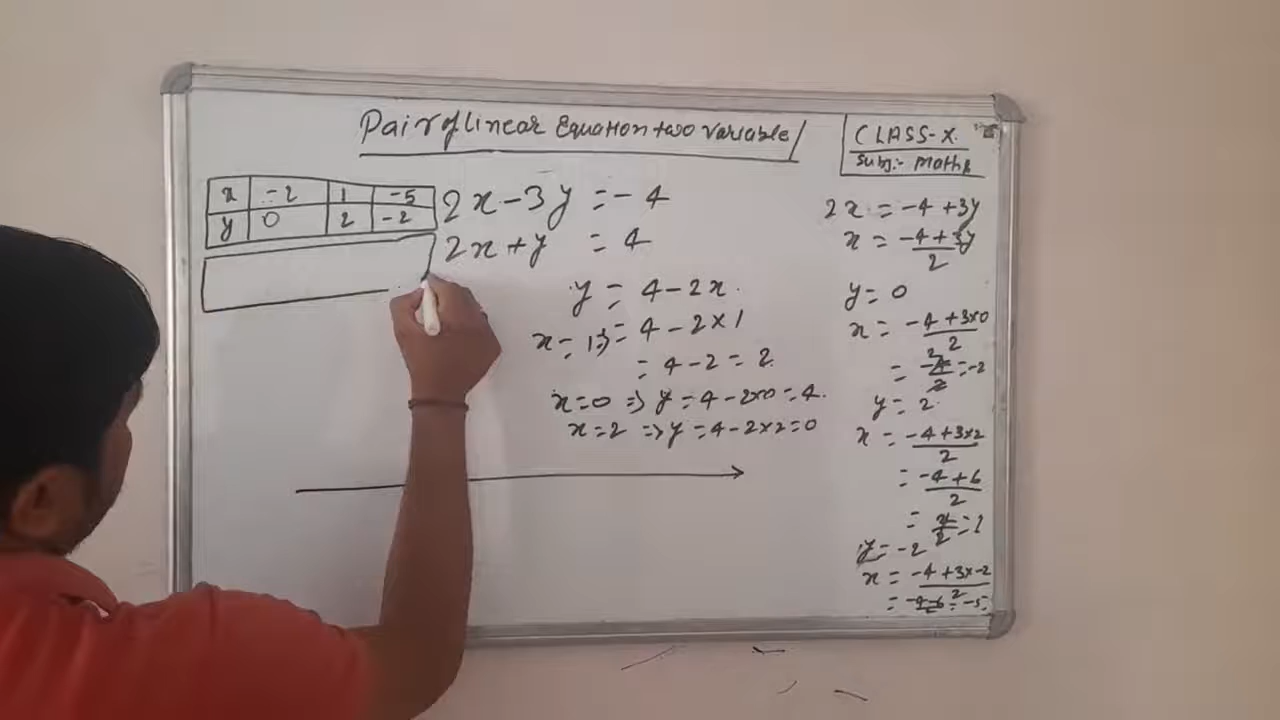 Pair of linear Equation two variable
CLASS-X
Subj:- Maths
x -2 1 -5
y 0 2 -2
2x - 3y = -4
2x + y = 4
y = 4 - 2x
x = 1 ⇒ = 4 - 2×1
= 4 - 2 = 2
x = 0 ⇒ y = 4 - 2×0 = 4
x = 2 ⇒ y = 4 - 2×2 = 0
2x = -4 + 3y
x = -4 + 3y / 2
y = 0
x = -4 + 3×0 / 2
= -4 / 2 = -2
y = 2
x = -4 + 3×2 / 2
= -4 + 6 / 2
= 2 / 2 = 1
y = -2
x = -4 + 3×-2 / 2
= -4-6 / 2 = -5